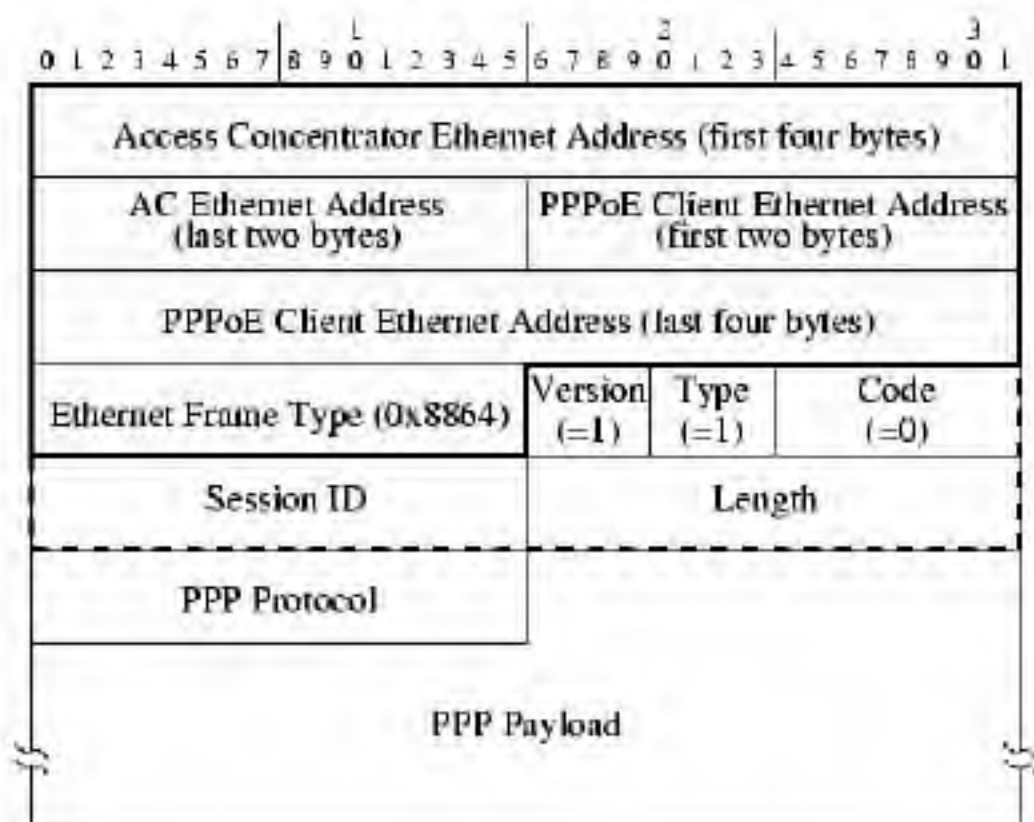 1 2 3
0 1 2 3 4 5 6 7 8 9 0 1 2 3 4 5 6 7 8 9 0 1 2 3 4 5 6 7 8 9 0 1
Access Concentrator Ethernet Address (first four bytes)
AC Ethernet Address
(last two bytes)
PPPoE Client Ethernet Address
(first two bytes)
PPPoE Client Ethernet Address (last four bytes)
Ethernet Frame Type (0x8864)
Version
(=1)
Type
(=1)
Code
(=0)
Session ID
Length
PPP Protocol
PPP Payload